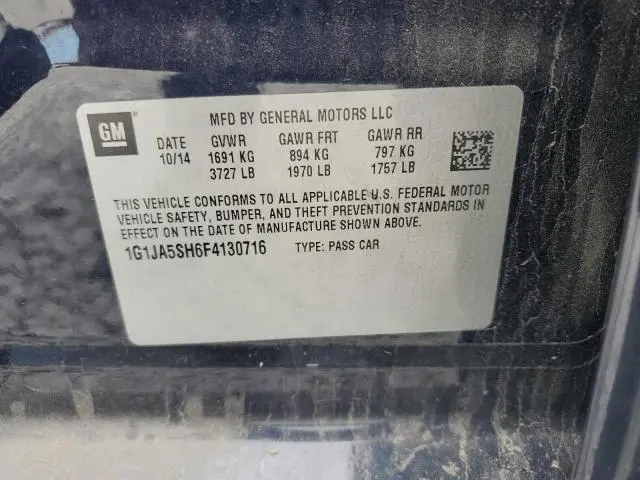 GM
MFD BY GENERAL MOTORS LLC
DATE GVWR GAWR FRT GAWR RR
10/14 1691 KG 894 KG 797 KG
3727 LB 1970 LB 1757 LB
THIS VEHICLE CONFORMS TO ALL APPLICABLE U.S. FEDERAL MOTOR
VEHICLE SAFETY, BUMPER, AND THEFT PREVENTION STANDARDS IN
EFFECT ON THE DATE OF MANUFACTURE SHOWN ABOVE.
1G1JA5SH6F4130716 TYPE: PASS CAR